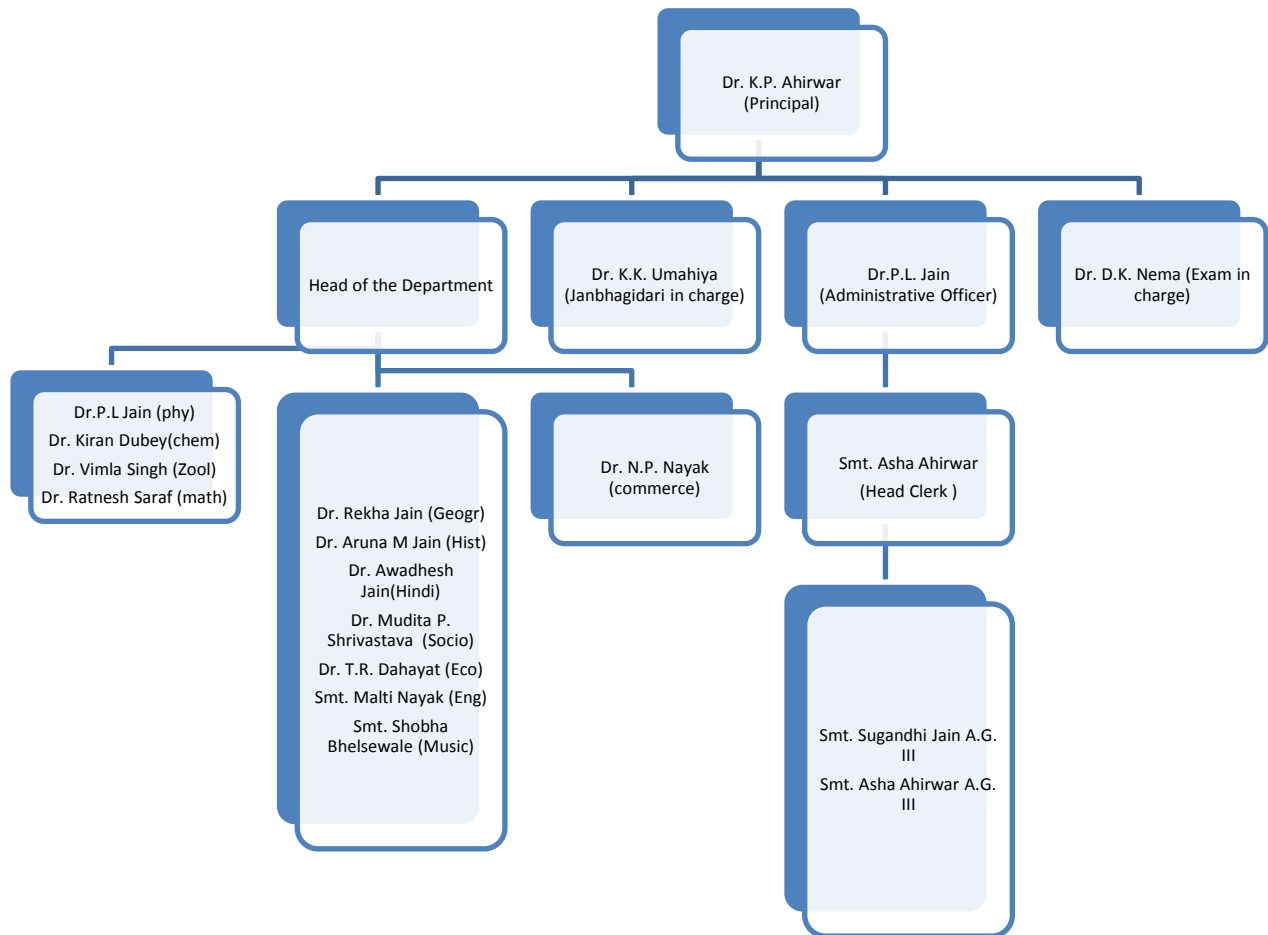 Dr. K.P. Ahirwar
(Principal)
Head of the Department
Dr. K.K. Umahiya
(Janbhagidari in charge)
Dr.P.L. Jain
(Administrative Officer)
Dr. D.K. Nema (Exam in
charge)
Dr.P.L Jain (phy)
Dr. Kiran Dubey(chem)
Dr. Vimla Singh (Zool)
Dr. Ratnesh Saraf (math)
Dr. Rekha Jain (Geogr)
Dr. Aruna M Jain (Hist)
Dr. Awadhesh
Jain(Hindi)
Dr. Mudita P.
Shrivastava (Socio)
Dr. T.R. Dahayat (Eco)
Smt. Malti Nayak (Eng)
Smt. Shobha
Bhelsewale (Music)
Dr. N.P. Nayak
(commerce)
Smt. Asha Ahirwar
(Head Clerk )
Smt. Sugandhi Jain A.G.
III
Smt. Asha Ahirwar A.G.
III